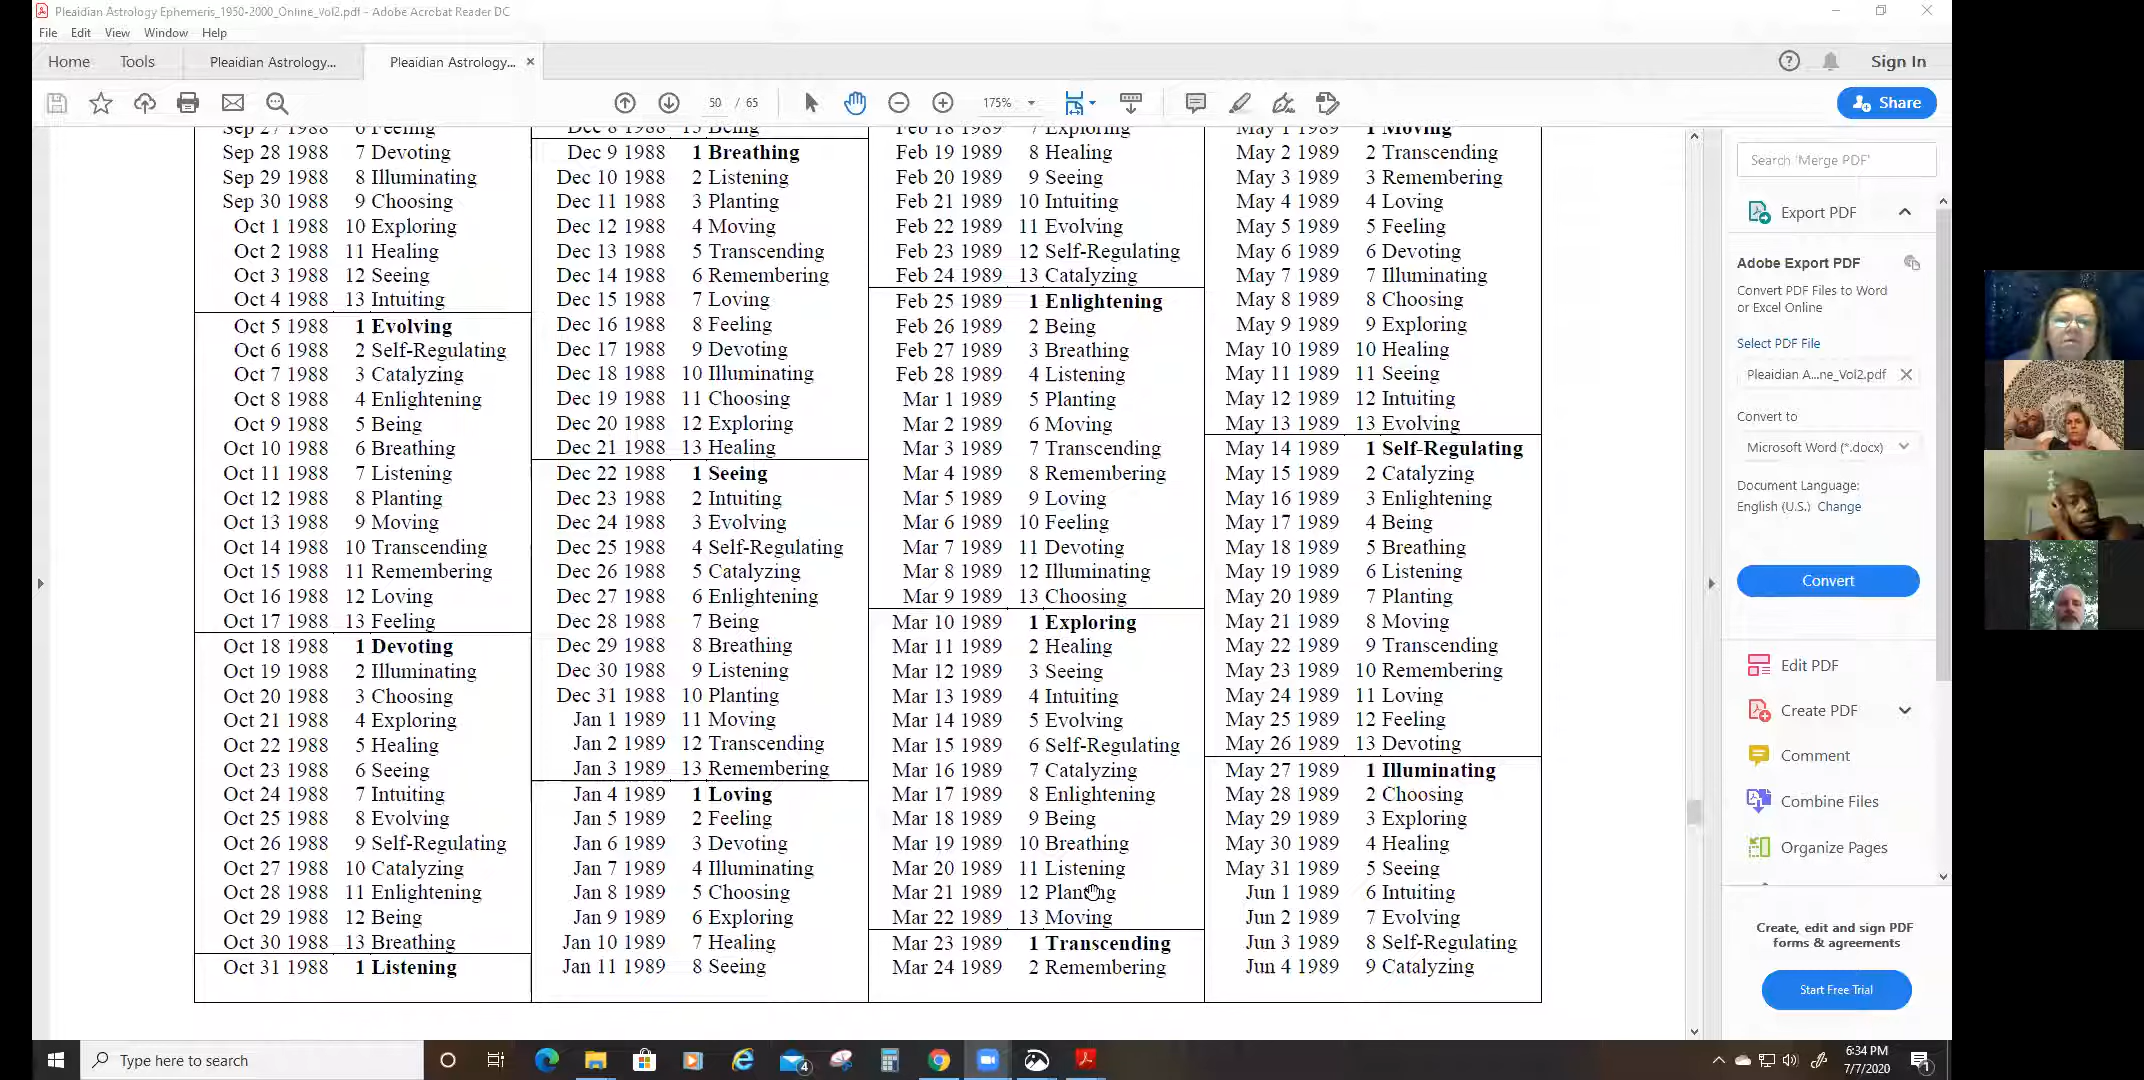 Pleaidian Astrology Ephemeris_1950-2000_Online_Vol2.pdf - Adobe Acrobat Reader DC
File Edit View Window Help
Home Tools Pleaidian Astrology... Pleaidian Astrology... × Sign In
50 / 65 175% Share
Sep 27 1988 6 Feeling
Sep 28 1988 7 Devoting
Sep 29 1988 8 Illuminating
Sep 30 1988 9 Choosing
Oct 1 1988 10 Exploring
Oct 2 1988 11 Healing
Oct 3 1988 12 Seeing
Oct 4 1988 13 Intuiting
Oct 5 1988 1 Evolving
Oct 6 1988 2 Self-Regulating
Oct 7 1988 3 Catalyzing
Oct 8 1988 4 Enlightening
Oct 9 1988 5 Being
Oct 10 1988 6 Breathing
Oct 11 1988 7 Listening
Oct 12 1988 8 Planting
Oct 13 1988 9 Moving
Oct 14 1988 10 Transcending
Oct 15 1988 11 Remembering
Oct 16 1988 12 Loving
Oct 17 1988 13 Feeling
Oct 18 1988 1 Devoting
Oct 19 1988 2 Illuminating
Oct 20 1988 3 Choosing
Oct 21 1988 4 Exploring
Oct 22 1988 5 Healing
Oct 23 1988 6 Seeing
Oct 24 1988 7 Intuiting
Oct 25 1988 8 Evolving
Oct 26 1988 9 Self-Regulating
Oct 27 1988 10 Catalyzing
Oct 28 1988 11 Enlightening
Oct 29 1988 12 Being
Oct 30 1988 13 Breathing
Oct 31 1988 1 Listening
Dec 8 1988 13 Being
Dec 9 1988 1 Breathing
Dec 10 1988 2 Listening
Dec 11 1988 3 Planting
Dec 12 1988 4 Moving
Dec 13 1988 5 Transcending
Dec 14 1988 6 Remembering
Dec 15 1988 7 Loving
Dec 16 1988 8 Feeling
Dec 17 1988 9 Devoting
Dec 18 1988 10 Illuminating
Dec 19 1988 11 Choosing
Dec 20 1988 12 Exploring
Dec 21 1988 13 Healing
Dec 22 1988 1 Seeing
Dec 23 1988 2 Intuiting
Dec 24 1988 3 Evolving
Dec 25 1988 4 Self-Regulating
Dec 26 1988 5 Catalyzing
Dec 27 1988 6 Enlightening
Dec 28 1988 7 Being
Dec 29 1988 8 Breathing
Dec 30 1988 9 Listening
Dec 31 1988 10 Planting
Jan 1 1989 11 Moving
Jan 2 1989 12 Transcending
Jan 3 1989 13 Remembering
Jan 4 1989 1 Loving
Jan 5 1989 2 Feeling
Jan 6 1989 3 Devoting
Jan 7 1989 4 Illuminating
Jan 8 1989 5 Choosing
Jan 9 1989 6 Exploring
Jan 10 1989 7 Healing
Jan 11 1989 8 Seeing
Feb 18 1989 7 Exploring
Feb 19 1989 8 Healing
Feb 20 1989 9 Seeing
Feb 21 1989 10 Intuiting
Feb 22 1989 11 Evolving
Feb 23 1989 12 Self-Regulating
Feb 24 1989 13 Catalyzing
Feb 25 1989 1 Enlightening
Feb 26 1989 2 Being
Feb 27 1989 3 Breathing
Feb 28 1989 4 Listening
Mar 1 1989 5 Planting
Mar 2 1989 6 Moving
Mar 3 1989 7 Transcending
Mar 4 1989 8 Remembering
Mar 5 1989 9 Loving
Mar 6 1989 10 Feeling
Mar 7 1989 11 Devoting
Mar 8 1989 12 Illuminating
Mar 9 1989 13 Choosing
Mar 10 1989 1 Exploring
Mar 11 1989 2 Healing
Mar 12 1989 3 Seeing
Mar 13 1989 4 Intuiting
Mar 14 1989 5 Evolving
Mar 15 1989 6 Self-Regulating
Mar 16 1989 7 Catalyzing
Mar 17 1989 8 Enlightening
Mar 18 1989 9 Being
Mar 19 1989 10 Breathing
Mar 20 1989 11 Listening
Mar 21 1989 12 Planting
Mar 22 1989 13 Moving
Mar 23 1989 1 Transcending
Mar 24 1989 2 Remembering
May 1 1989 1 Moving
May 2 1989 2 Transcending
May 3 1989 3 Remembering
May 4 1989 4 Loving
May 5 1989 5 Feeling
May 6 1989 6 Devoting
May 7 1989 7 Illuminating
May 8 1989 8 Choosing
May 9 1989 9 Exploring
May 10 1989 10 Healing
May 11 1989 11 Seeing
May 12 1989 12 Intuiting
May 13 1989 13 Evolving
May 14 1989 1 Self-Regulating
May 15 1989 2 Catalyzing
May 16 1989 3 Enlightening
May 17 1989 4 Being
May 18 1989 5 Breathing
May 19 1989 6 Listening
May 20 1989 7 Planting
May 21 1989 8 Moving
May 22 1989 9 Transcending
May 23 1989 10 Remembering
May 24 1989 11 Loving
May 25 1989 12 Feeling
May 26 1989 13 Devoting
May 27 1989 1 Illuminating
May 28 1989 2 Choosing
May 29 1989 3 Exploring
May 30 1989 4 Healing
May 31 1989 5 Seeing
Jun 1 1989 6 Intuiting
Jun 2 1989 7 Evolving
Jun 3 1989 8 Self-Regulating
Jun 4 1989 9 Catalyzing
Search 'Merge PDF'
Export PDF
Adobe Export PDF
Convert PDF Files to Word
or Excel Online
Select PDF File
Pleaidian A...ne_Vol2.pdf ×
Convert to
Microsoft Word (*.docx)
Document Language:
English (U.S.) Change
Convert
Edit PDF
Create PDF
Comment
Combine Files
Organize Pages
Create, edit and sign PDF
forms & agreements
Start Free Trial
Type here to search
4
6:34 PM
7/7/2020
1